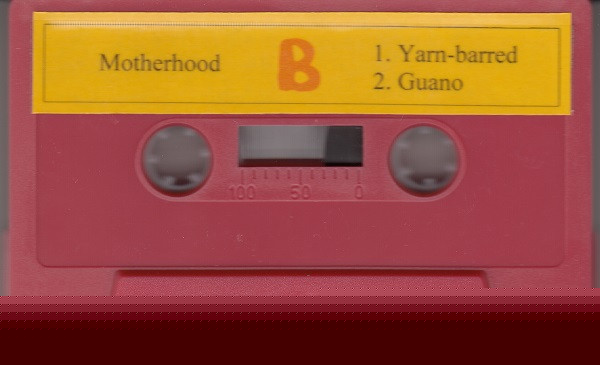 Motherhood
B
1. Yarn-barred
2. Guano
100 50 0